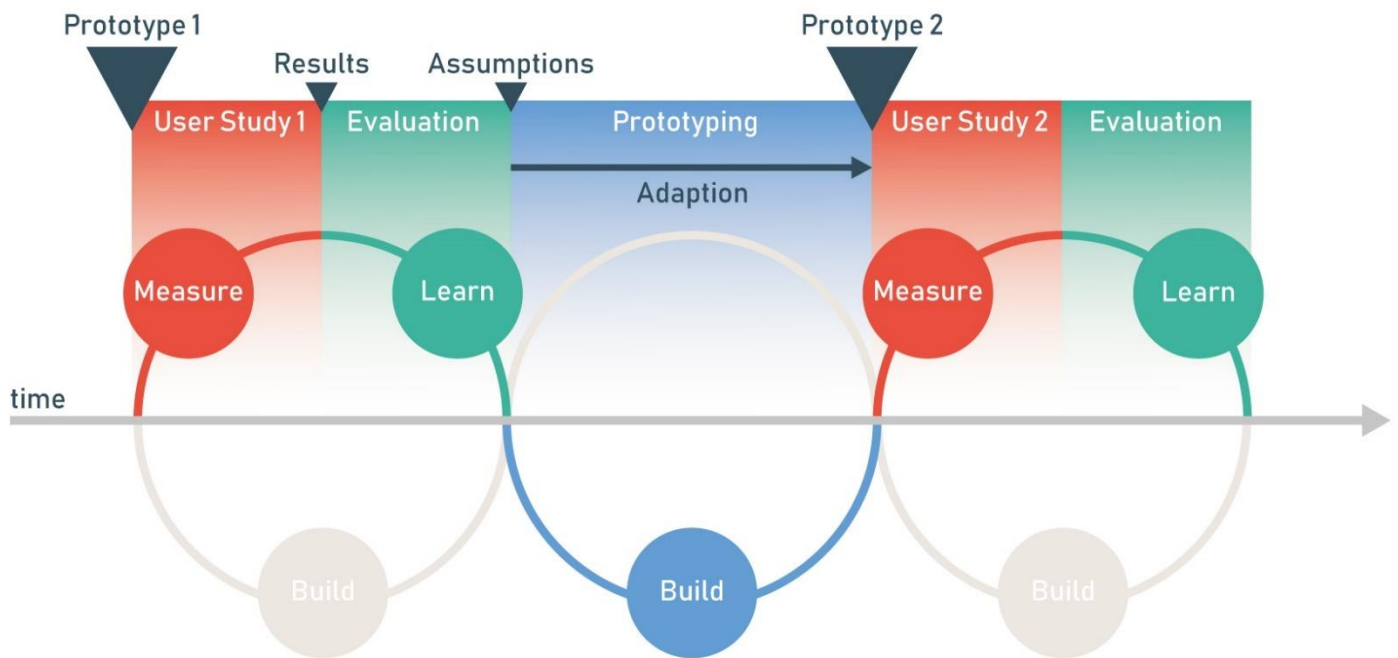 Prototype 1
Prototype 2
Results
Assumptions
User Study 1
Evaluation
Prototyping
User Study 2
Evaluation
Adaption
Measure
Learn
Measure
Learn
time
Build
Build
Build